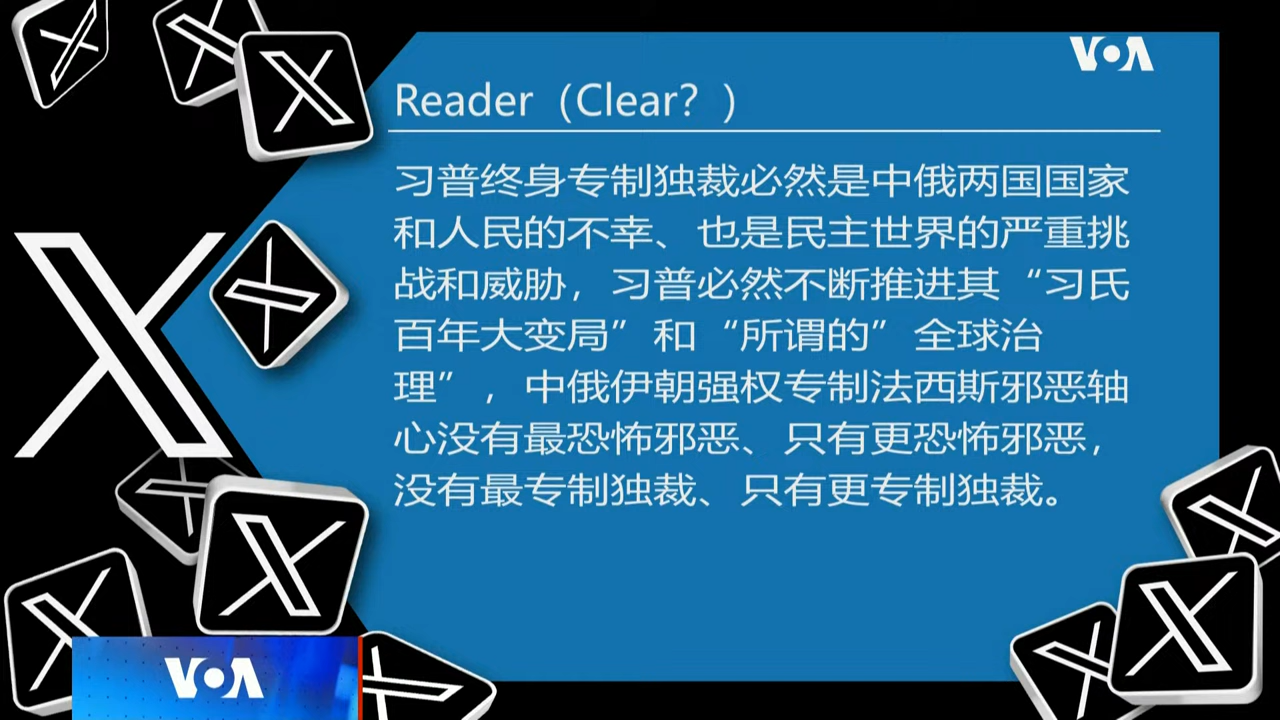 VOA
Reader（Clear？）
习普终身专制独裁必然是中俄两国国家
和人民的不幸、也是民主世界的严重挑
战和威胁，习普必然不断推进其“习氏
百年大变局”和“所谓的”全球治
理”，中俄伊朝强权专制法西斯邪恶轴
心没有最恐怖邪恶、只有更恐怖邪恶，
没有最专制独裁、只有更专制独裁。
VOA